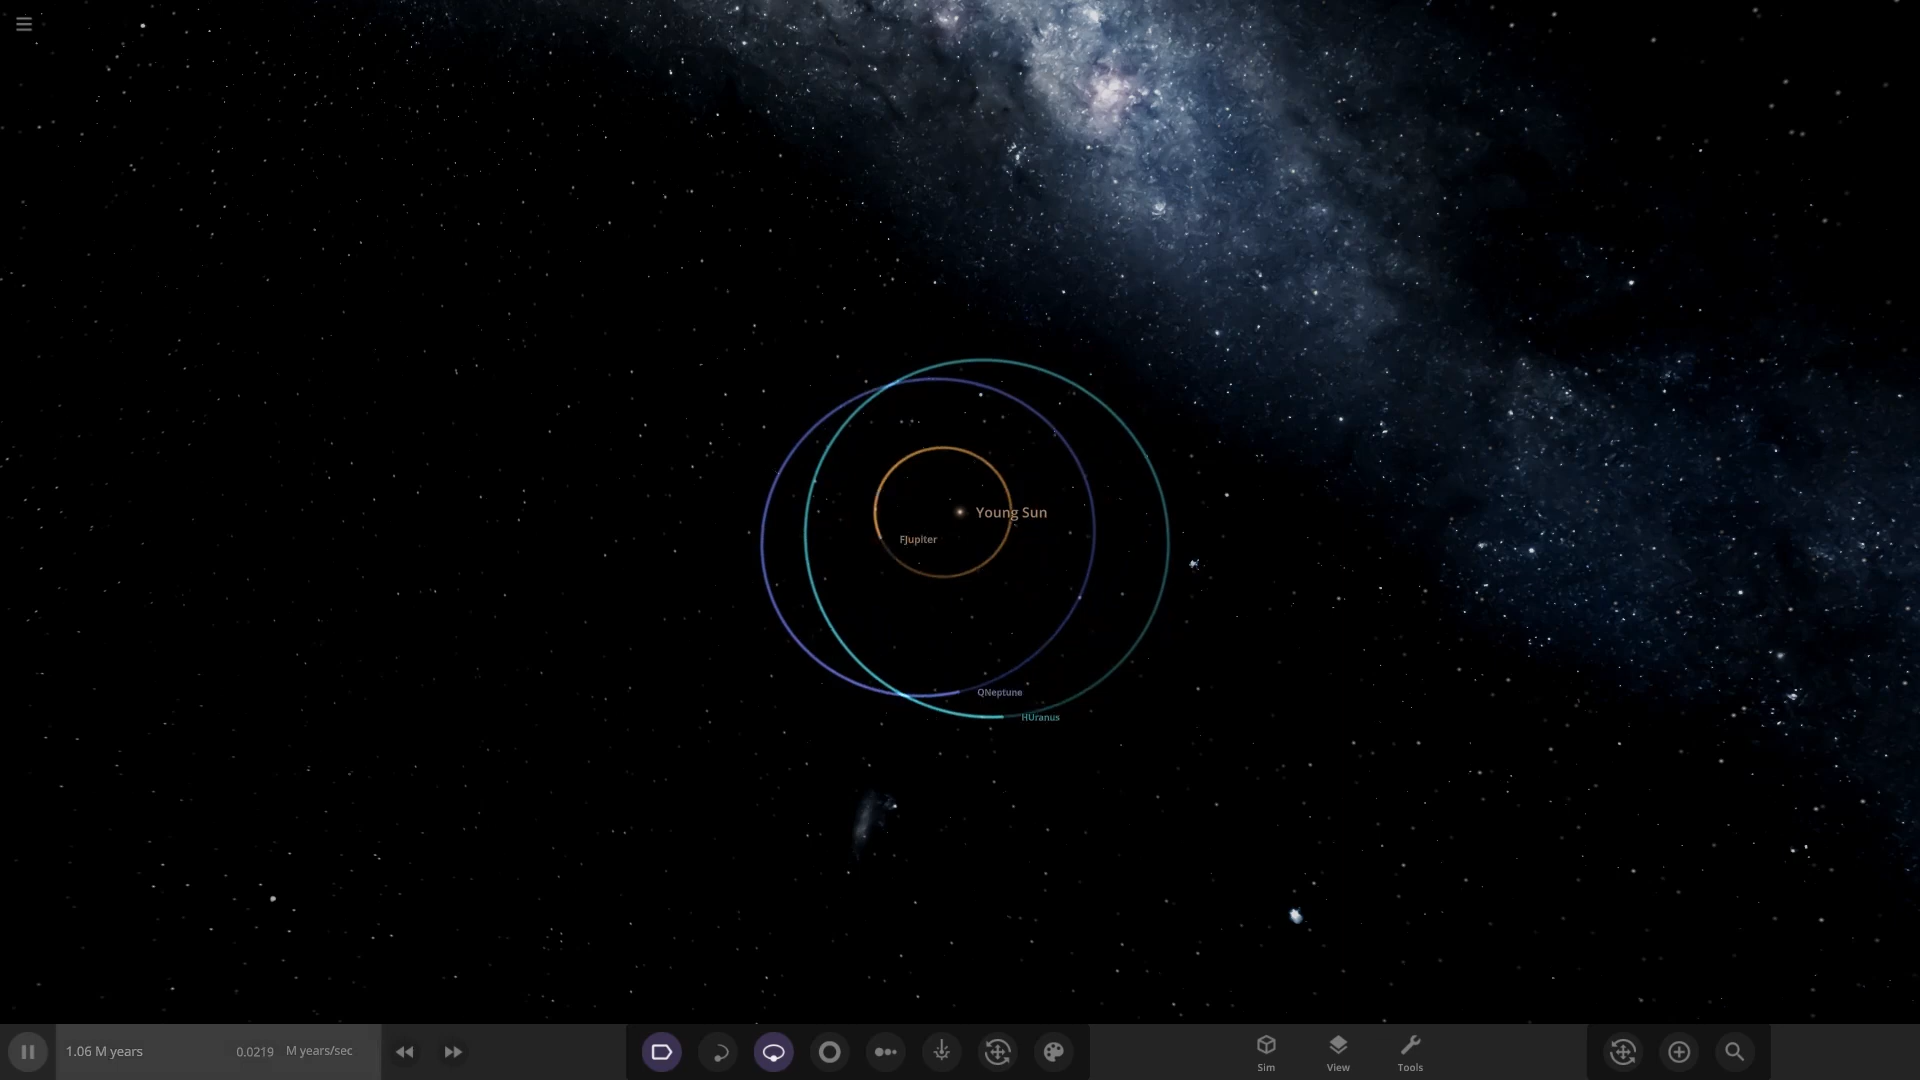 Young Sun
FJupiter
QNeptune
HUranus
1.06 M years 0.0219 M years/sec
Sim View Tools